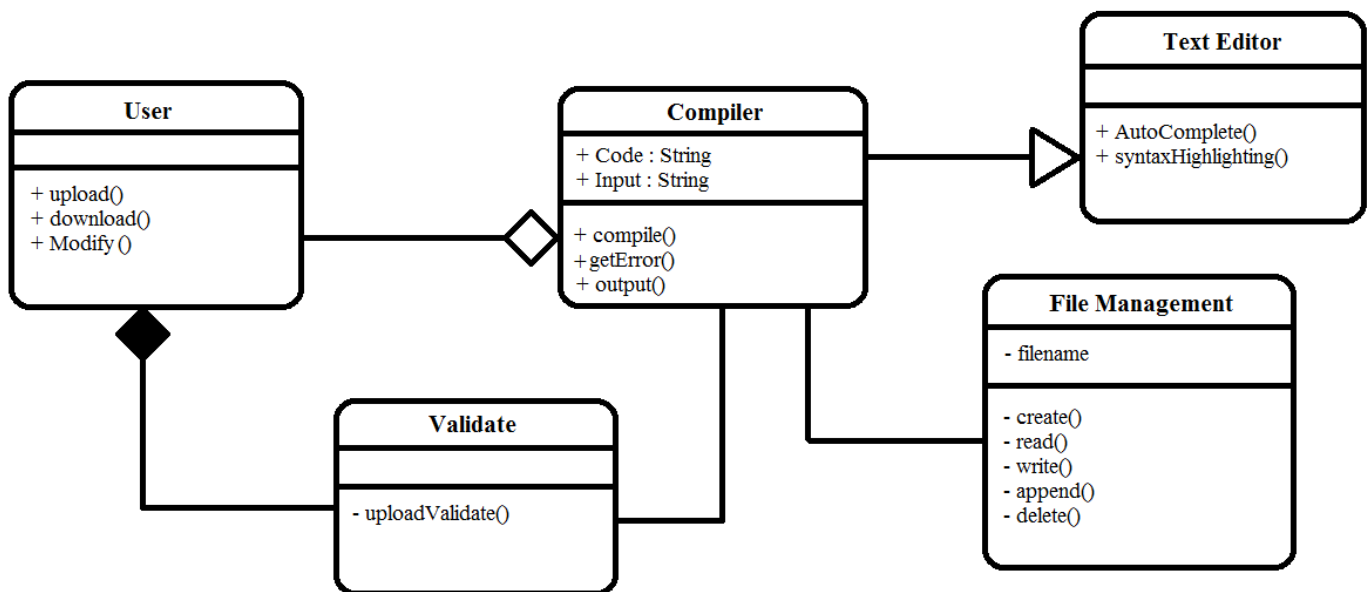 User
+ upload()
+ download()
+ Modify()
Compiler
+ Code : String
+ Input : String
+ compile()
+getError()
+ output()
Text Editor
+ AutoComplete()
+ syntaxHighlighting()
Validate
- uploadValidate()
File Management
- filename
- create()
- read()
- write()
- append()
- delete()